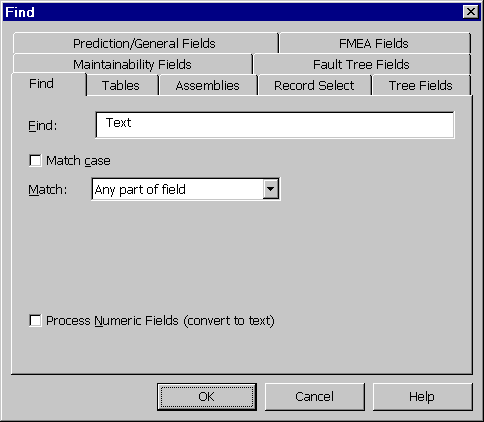 Find
Prediction/General Fields FMEA Fields
Maintainability Fields Fault Tree Fields
Find Tables Assemblies Record Select Tree Fields
Find: Text
Match case
Match: Any part of field
Process Numeric Fields (convert to text)
OK Cancel Help